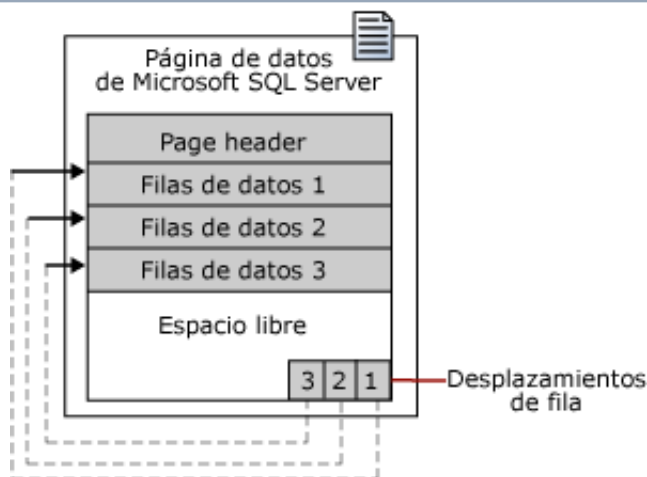 Página de datos
de Microsoft SQL Server
Page header
Filas de datos 1
Filas de datos 2
Filas de datos 3
Espacio libre
3 2 1
Desplazamientos
de fila